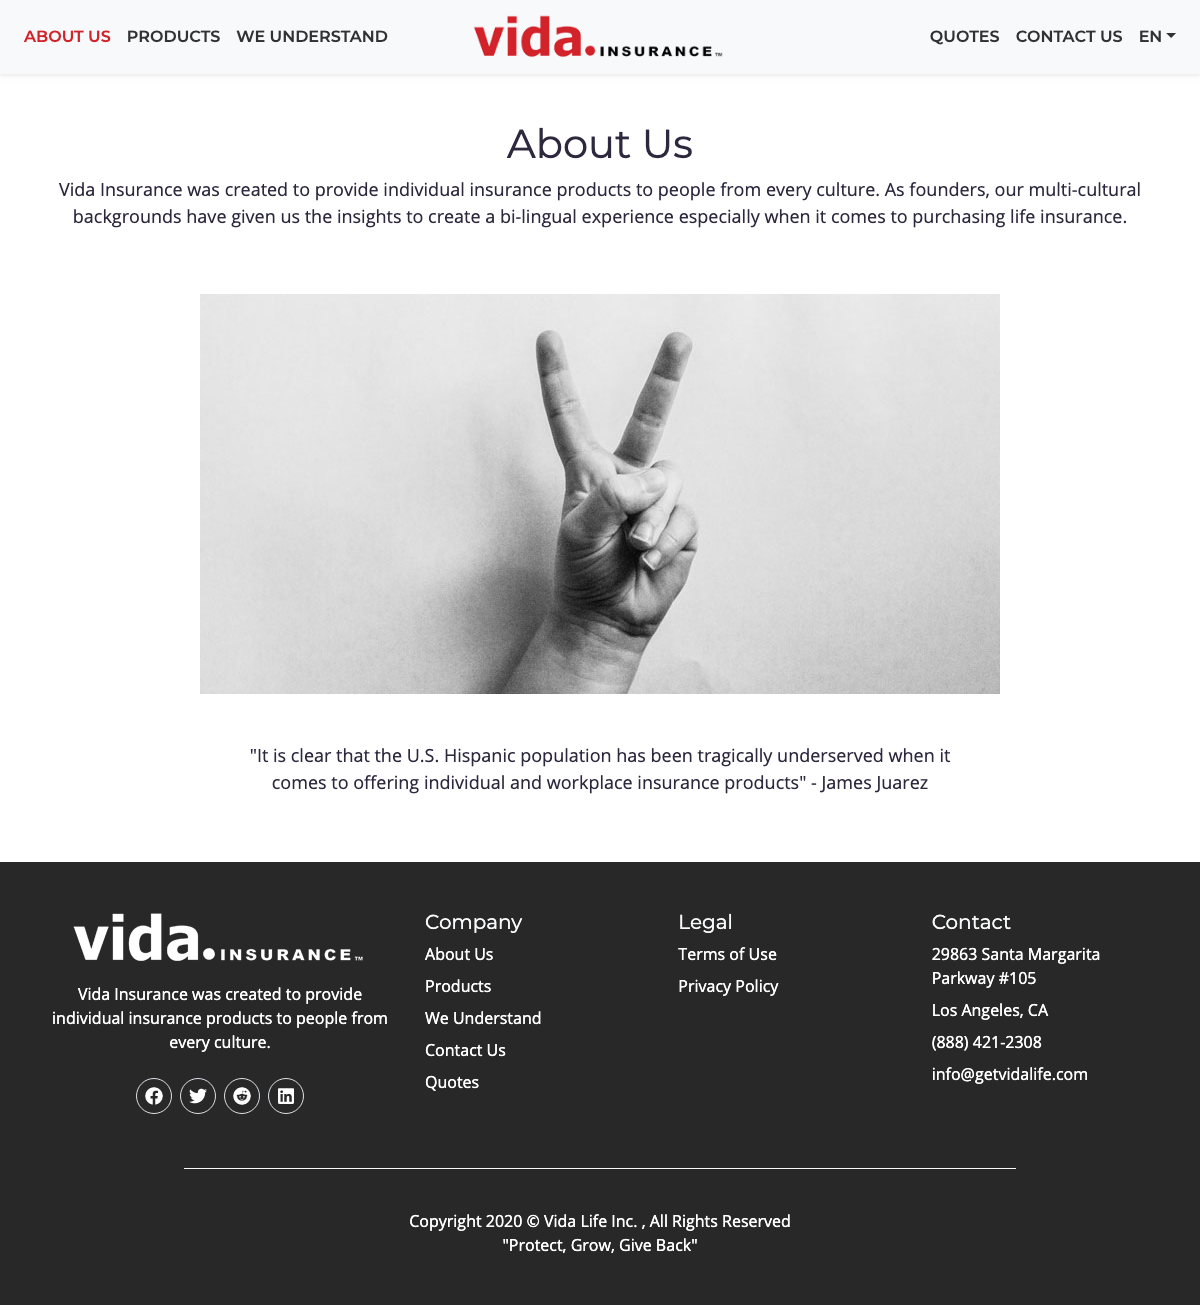 ABOUT US PRODUCTS WE UNDERSTAND vida.INSURANCE™ QUOTES CONTACT US EN
About Us
Vida Insurance was created to provide individual insurance products to people from every culture. As founders, our multi-cultural
backgrounds have given us the insights to create a bi-lingual experience especially when it comes to purchasing life insurance.
"It is clear that the U.S. Hispanic population has been tragically underserved when it
comes to offering individual and workplace insurance products" - James Juarez
vida.INSURANCE™
Vida Insurance was created to provide
individual insurance products to people from
every culture.
Company
About Us
Products
We Understand
Contact Us
Quotes
Legal
Terms of Use
Privacy Policy
Contact
29863 Santa Margarita
Parkway #105
Los Angeles, CA
(888) 421-2308
info@getvidalife.com
Copyright 2020 © Vida Life Inc. , All Rights Reserved
"Protect, Grow, Give Back"